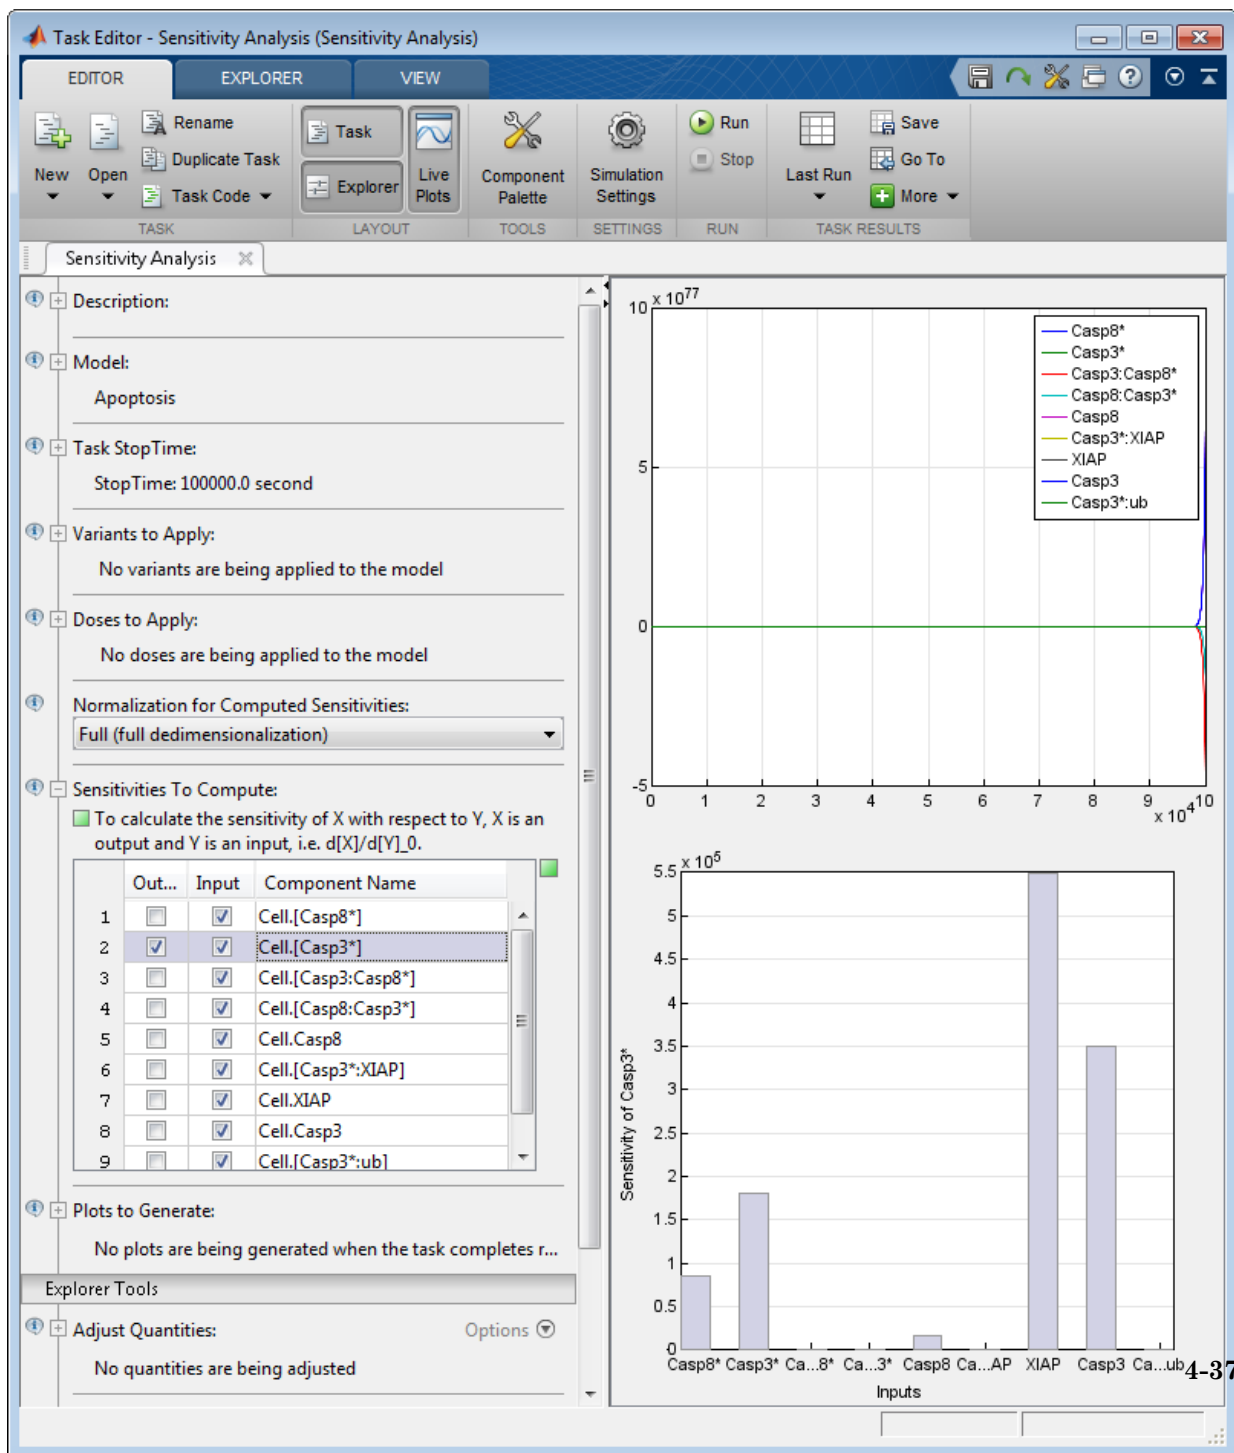 Task Editor - Sensitivity Analysis (Sensitivity Analysis)
EDITOR EXPLORER VIEW
New Open Rename Duplicate Task Task Code
Task Explorer Live Plots
Component Palette
Simulation Settings
Run Stop
Last Run Save Go To More
TASK LAYOUT TOOLS SETTINGS RUN TASK RESULTS
Sensitivity Analysis
Description:
Model:
Apoptosis
Task StopTime:
StopTime: 100000.0 second
Variants to Apply:
No variants are being applied to the model
Doses to Apply:
No doses are being applied to the model
Normalization for Computed Sensitivities:
Full (full dedimensionalization)
Sensitivities To Compute:
To calculate the sensitivity of X with respect to Y, X is an
output and Y is an input, i.e. d[X]/d[Y]_0.
Out... Input Component Name
1 Cell.[Casp8*]
2 Cell.[Casp3*]
3 Cell.[Casp3:Casp8*]
4 Cell.[Casp8:Casp3*]
5 Cell.Casp8
6 Cell.[Casp3*:XIAP]
7 Cell.XIAP
8 Cell.Casp3
9 Cell.[Casp3*:ub]
Plots to Generate:
No plots are being generated when the task completes r...
Explorer Tools
Adjust Quantities: Options
No quantities are being adjusted
10 x 10^77
5
0
-5
0 1 2 3 4 5 6 7 8 9 10
x 10^4
Casp8*
Casp3*
Casp3:Casp8*
Casp8:Casp3*
Casp8
Casp3*:XIAP
XIAP
Casp3
Casp3*:ub
5.5 x 10^5
5
4.5
4
3.5
3
2.5
2
1.5
1
0.5
0
Sensitivity of Casp3*
Casp8* Casp3* Ca...8* Ca...3* Casp8 Ca...AP XIAP Casp3 Ca...ub
Inputs
4-37